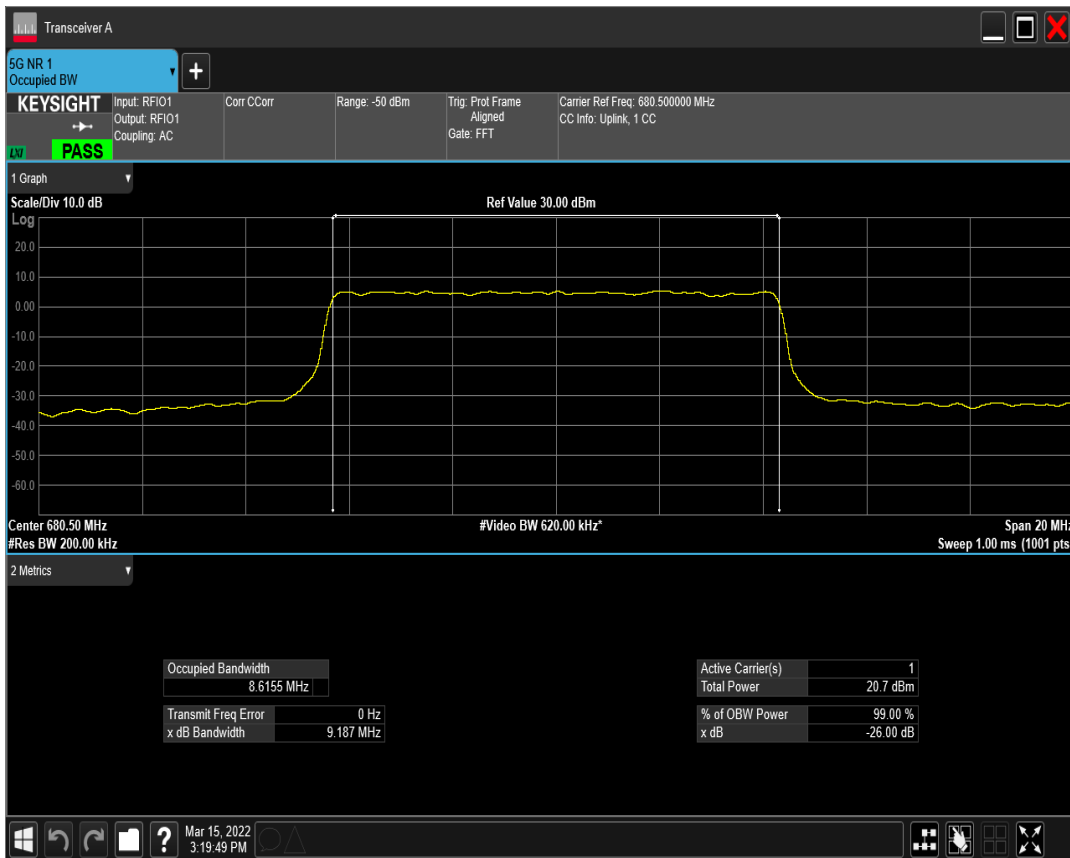 Transceiver A
5G NR 1
Occupied BW
KEYSIGHT
LXI
PASS
Input: RFIO1
Output: RFIO1
Coupling: AC
Corr CCorr
Range: -50 dBm
Trig: Prot Frame
Aligned
Gate: FFT
Carrier Ref Freq: 680.500000 MHz
CC Info: Uplink, 1 CC
1 Graph
Scale/Div 10.0 dB
Ref Value 30.00 dBm
Log
20.0
10.0
0.00
-10.0
-20.0
-30.0
-40.0
-50.0
-60.0
Center 680.50 MHz
#Video BW 620.00 kHz*
Span 20 MHz
#Res BW 200.00 kHz
Sweep 1.00 ms (1001 pts
2 Metrics
Occupied Bandwidth
8.6155 MHz
Transmit Freq Error 0 Hz
x dB Bandwidth 9.187 MHz
Active Carrier(s) 1
Total Power 20.7 dBm
% of OBW Power 99.00 %
x dB -26.00 dB
?
Mar 15, 2022
3:19:49 PM